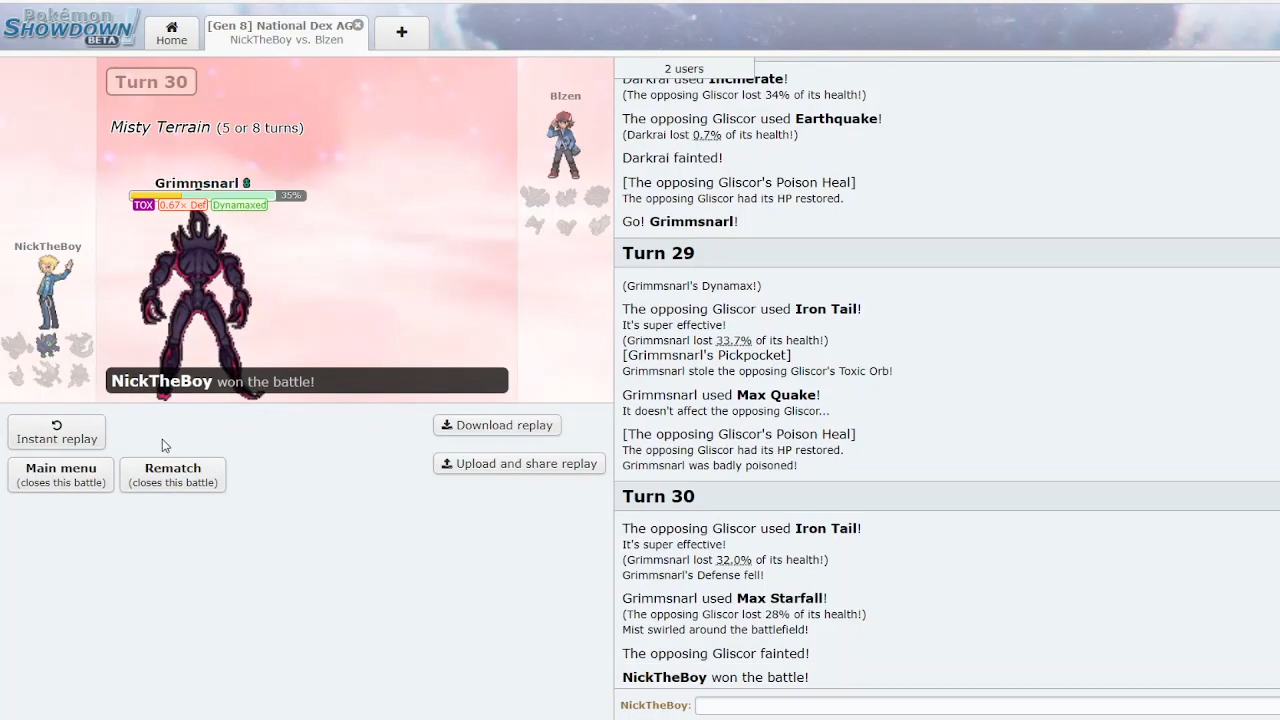 Pokémon
SHOWDOWN!
BETA
Home
[Gen 8] National Dex AG
NickTheBoy vs. Blzen
Turn 30
Misty Terrain (5 or 8 turns)
Grimmsnarl
35%
TOX 0.67× Def Dynamaxed
NickTheBoy
Blzen
NickTheBoy won the battle!
Instant replay
Download replay
Main menu
(closes this battle)
Rematch
(closes this battle)
Upload and share replay
2 users
Darkrai used Incinerate!
(The opposing Gliscor lost 34% of its health!)
The opposing Gliscor used Earthquake!
(Darkrai lost 0.7% of its health!)
Darkrai fainted!
[The opposing Gliscor's Poison Heal]
The opposing Gliscor had its HP restored.
Go! Grimmsnarl!
Turn 29
(Grimmsnarl's Dynamax!)
The opposing Gliscor used Iron Tail!
It's super effective!
(Grimmsnarl lost 33.7% of its health!)
[Grimmsnarl's Pickpocket]
Grimmsnarl stole the opposing Gliscor's Toxic Orb!
Grimmsnarl used Max Quake!
It doesn't affect the opposing Gliscor...
[The opposing Gliscor's Poison Heal]
The opposing Gliscor had its HP restored.
Grimmsnarl was badly poisoned!
Turn 30
The opposing Gliscor used Iron Tail!
It's super effective!
(Grimmsnarl lost 32.0% of its health!)
Grimmsnarl's Defense fell!
Grimmsnarl used Max Starfall!
(The opposing Gliscor lost 28% of its health!)
Mist swirled around the battlefield!
The opposing Gliscor fainted!
NickTheBoy won the battle!
NickTheBoy: